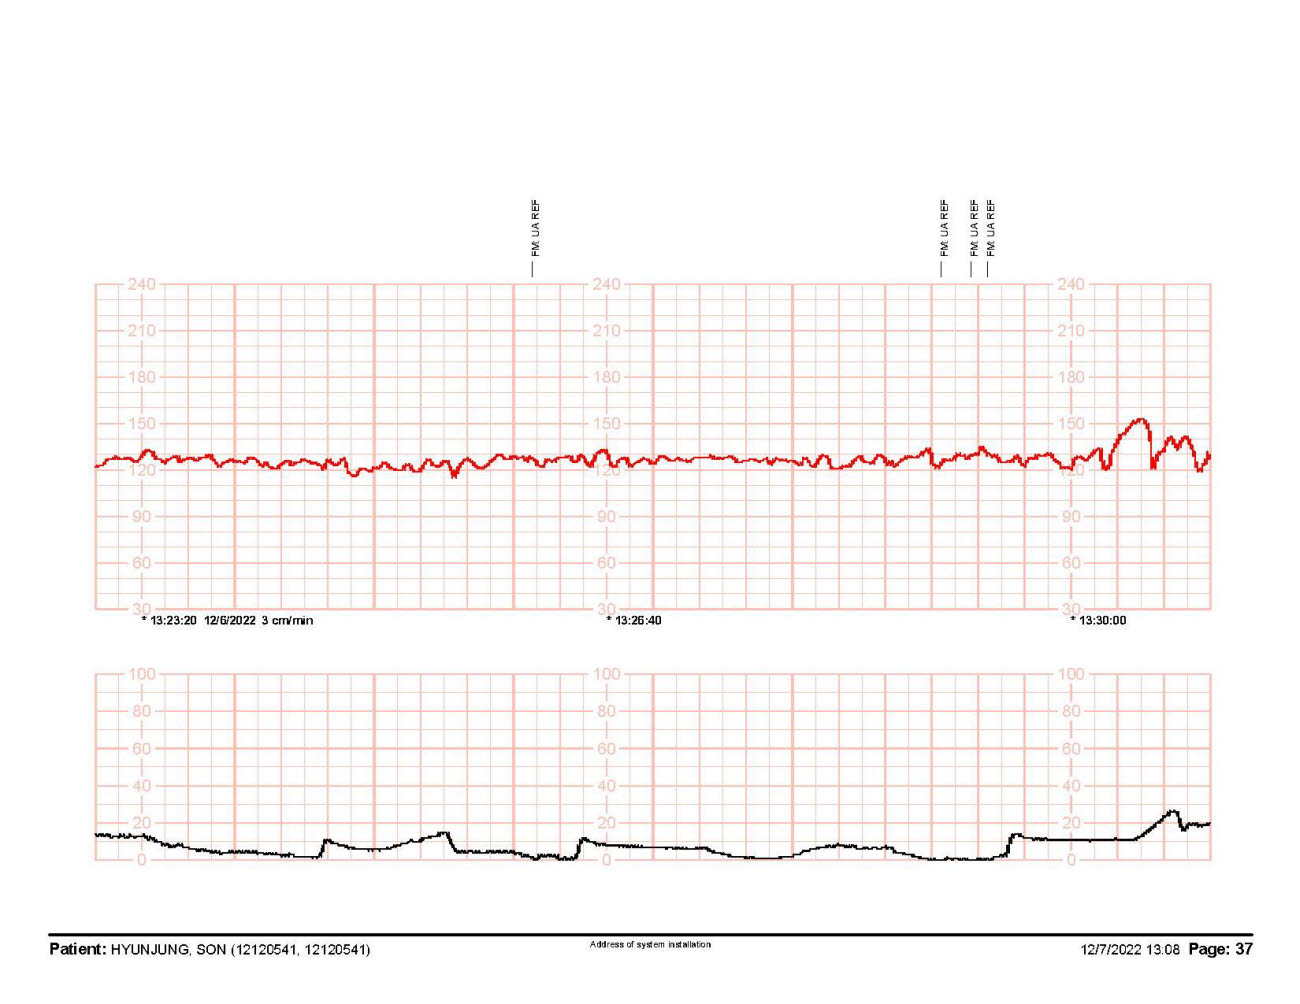 FM: UA REF FM: UA REF FM: UA REF FM: UA REF
240 240 240
210 210 210
180 180 180
150 150 150
120 120 120
90 90 90
60 60 60
30 30 30
* 13:23:20 12/6/2022 3 cm/min * 13:26:40 * 13:30:00
100 100 100
80 80 80
60 60 60
40 40 40
20 20 20
0 0 0
Patient: HYUNJUNG, SON (12120541, 12120541) Address of system installation 12/7/2022 13:08 Page: 37